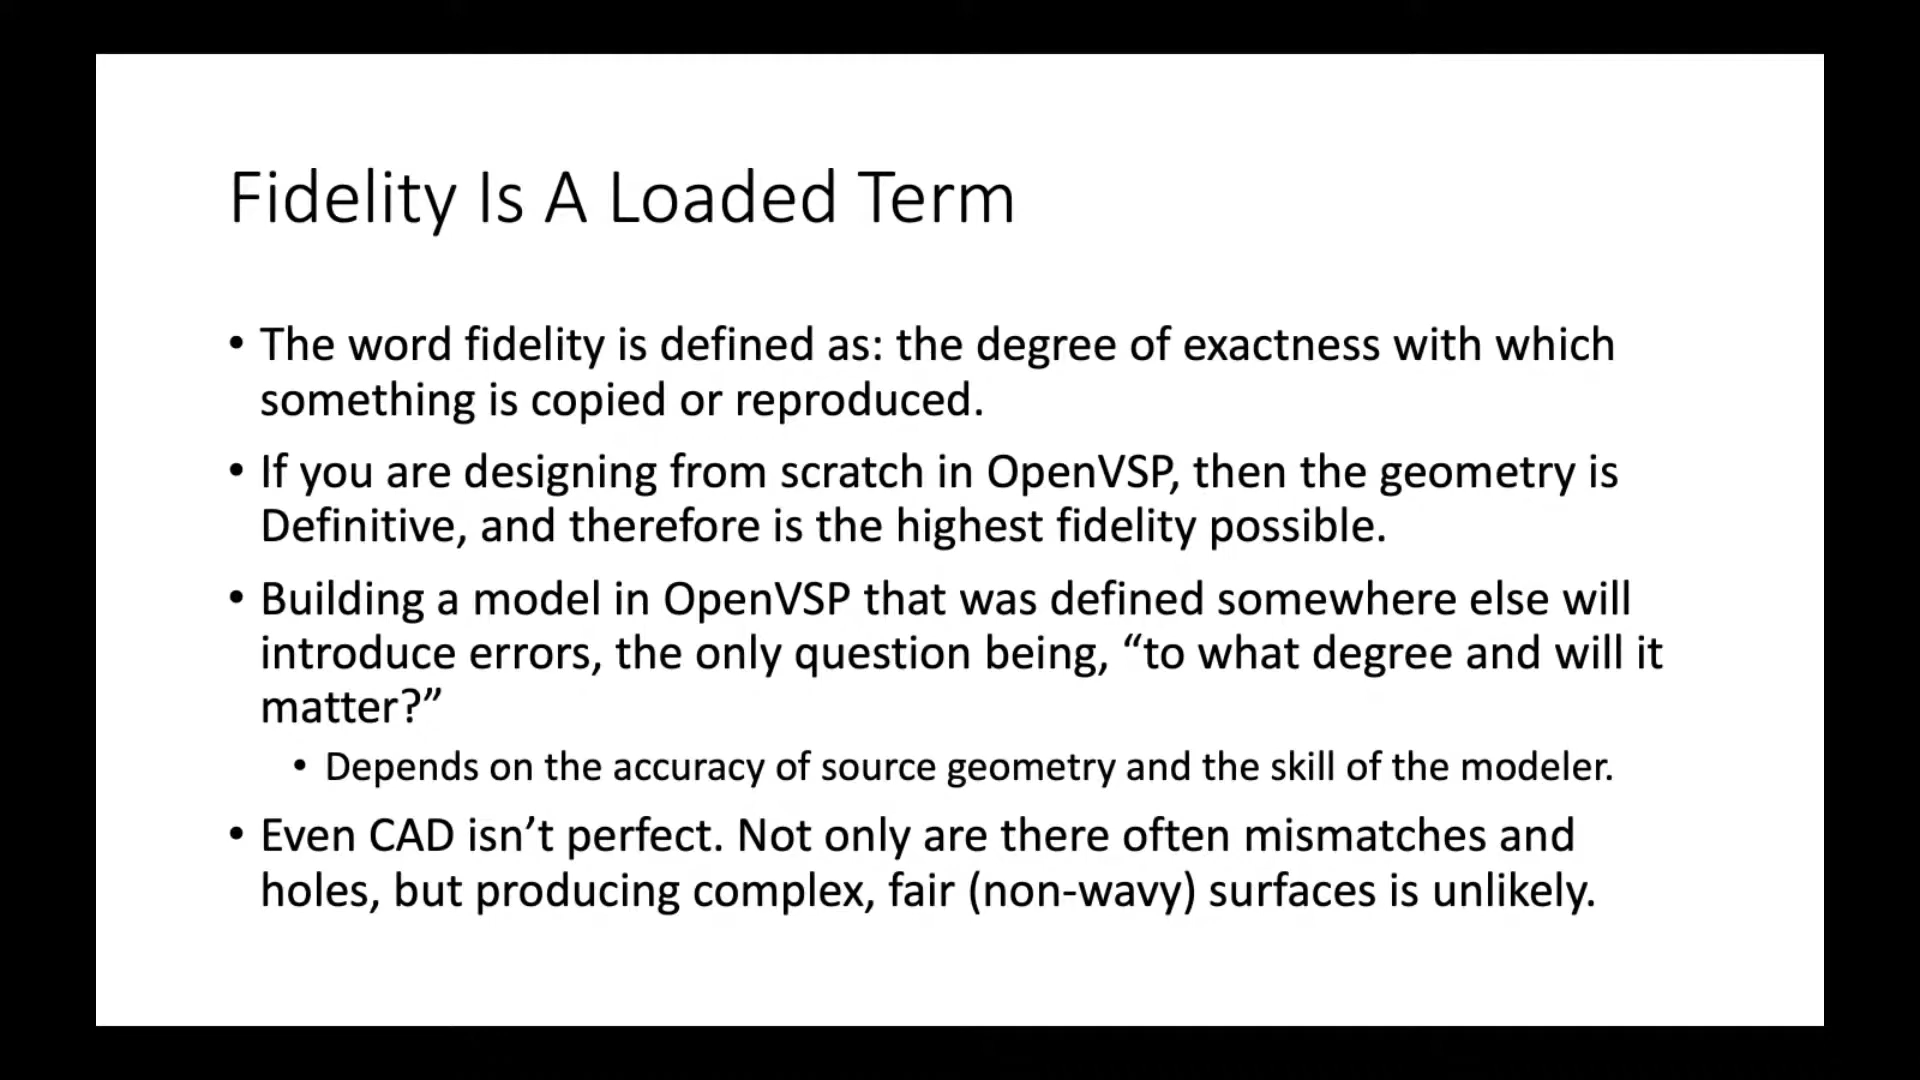 Fidelity Is A Loaded Term
• The word fidelity is defined as: the degree of exactness with which
something is copied or reproduced.
• If you are designing from scratch in OpenVSP, then the geometry is
Definitive, and therefore is the highest fidelity possible.
• Building a model in OpenVSP that was defined somewhere else will
introduce errors, the only question being, “to what degree and will it
matter?”
• Depends on the accuracy of source geometry and the skill of the modeler.
• Even CAD isn’t perfect. Not only are there often mismatches and
holes, but producing complex, fair (non-wavy) surfaces is unlikely.